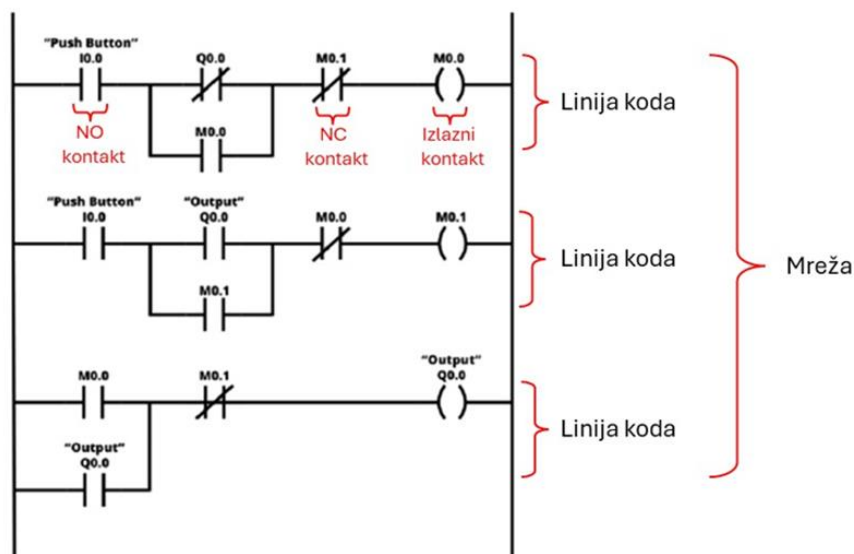 "Push Button"
I0.0
Q0.0
M0.1
M0.0
Linija koda
NO
kontakt
M0.0
NC
kontakt
Izlazni
kontakt
"Push Button"
I0.0
"Output"
Q0.0
M0.0
M0.1
Linija koda
Mreža
M0.1
M0.0
M0.1
"Output"
Q0.0
Linija koda
"Output"
Q0.0